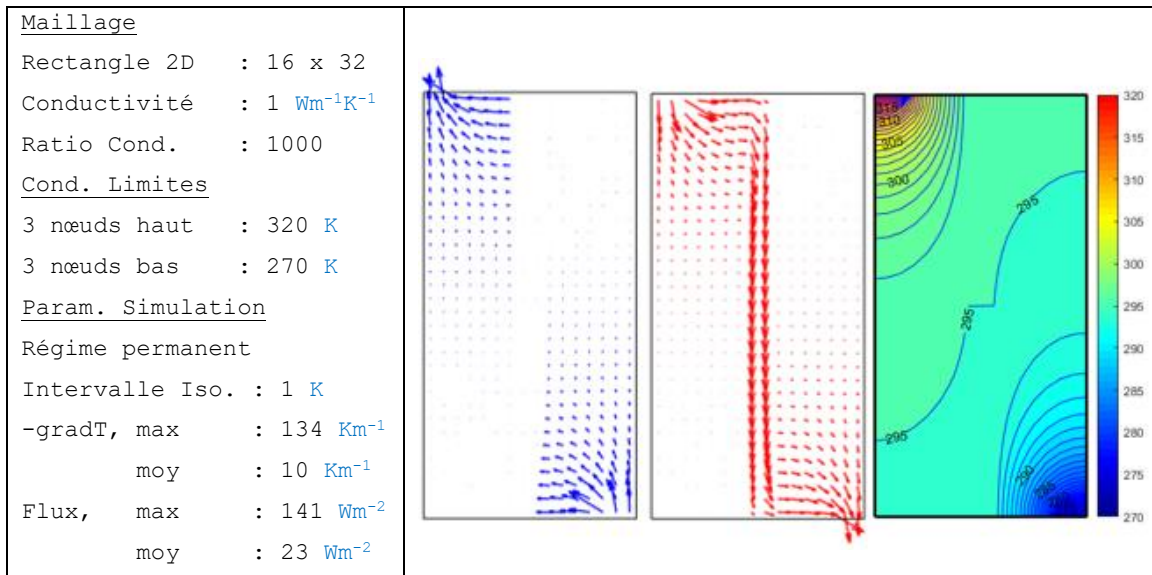 Maillage
Rectangle 2D : 16 x 32
Conductivité : 1 Wm⁻¹K⁻¹
Ratio Cond. : 1000
Cond. Limites
3 nœuds haut : 320 K
3 nœuds bas : 270 K
Param. Simulation
Régime permanent
Intervalle Iso. : 1 K
-gradT, max : 134 Km⁻¹
moy : 10 Km⁻¹
Flux, max : 141 Wm⁻²
moy : 23 Wm⁻²
315
310
305
300
295
295
295
295
290
285
320
315
310
305
300
295
290
285
280
275
270